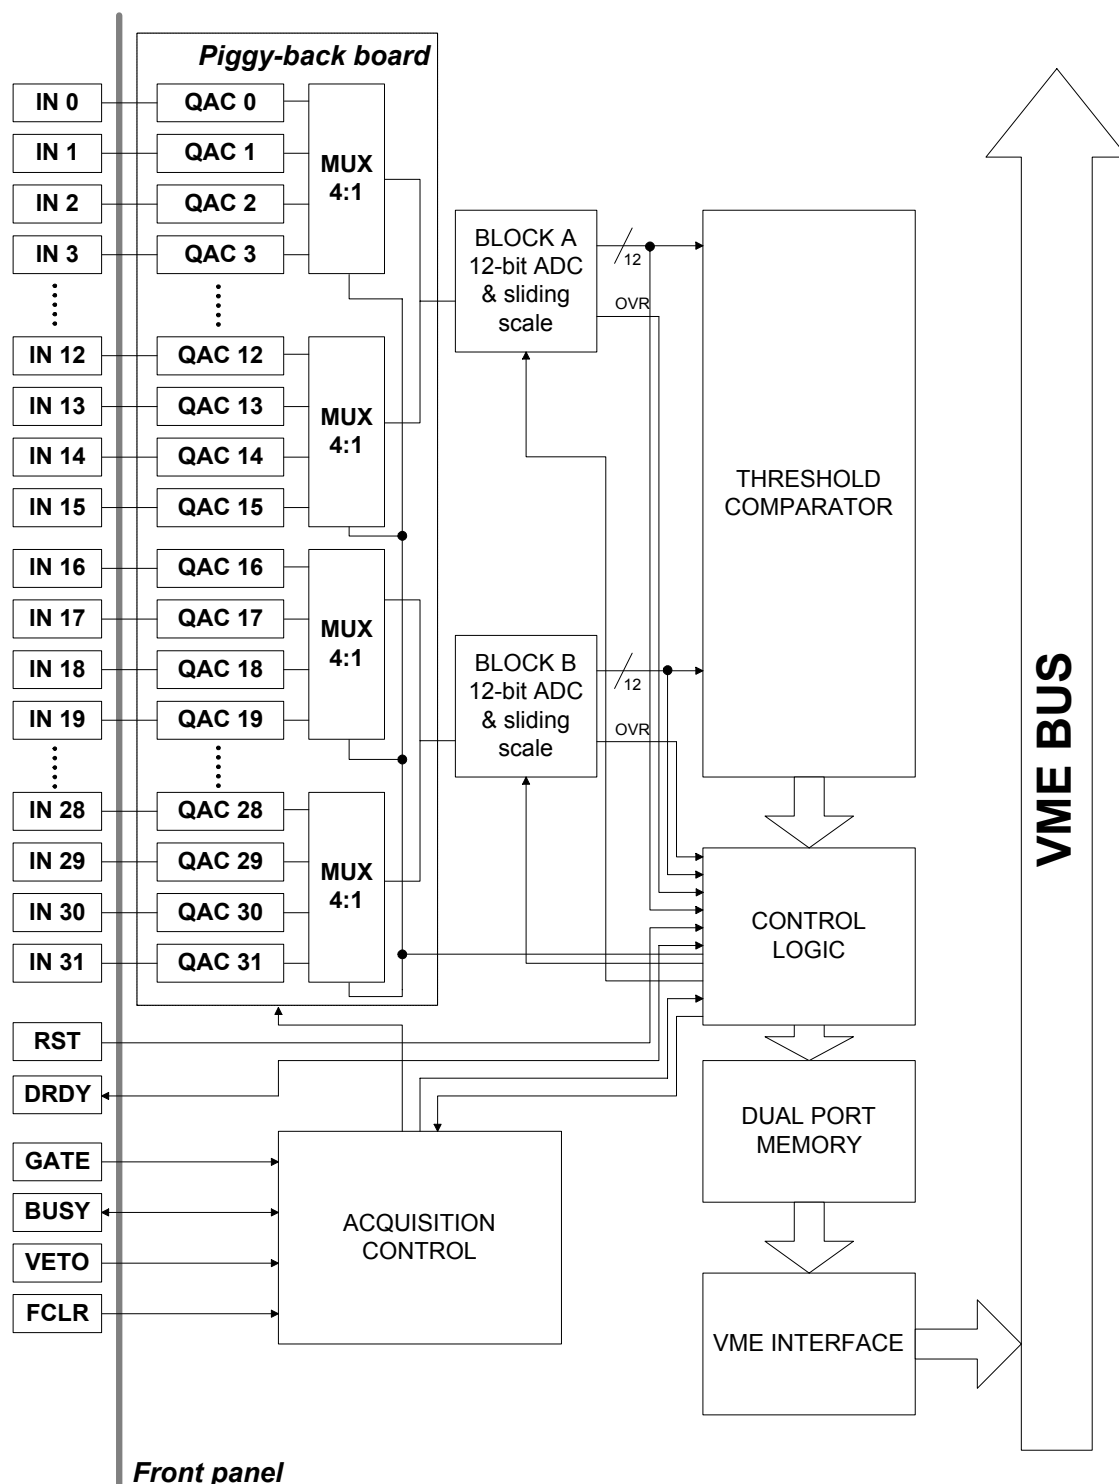 Piggy-back board
IN 0
QAC 0
IN 1
QAC 1
IN 2
QAC 2
IN 3
QAC 3
MUX
4:1
IN 12
QAC 12
IN 13
QAC 13
IN 14
QAC 14
IN 15
QAC 15
MUX
4:1
IN 16
QAC 16
IN 17
QAC 17
IN 18
QAC 18
IN 19
QAC 19
MUX
4:1
IN 28
QAC 28
IN 29
QAC 29
IN 30
QAC 30
IN 31
QAC 31
MUX
4:1
BLOCK A
12-bit ADC
& sliding
scale
12
OVR
BLOCK B
12-bit ADC
& sliding
scale
12
OVR
THRESHOLD
COMPARATOR
CONTROL
LOGIC
DUAL PORT
MEMORY
VME INTERFACE
VME BUS
RST
DRDY
GATE
BUSY
VETO
FCLR
ACQUISITION
CONTROL
Front panel